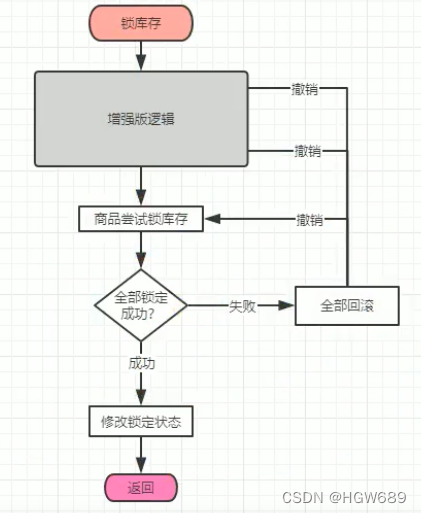 锁库存
撤销
增强版逻辑
撤销
商品尝试锁库存
撤销
全部锁定
成功?
失败
全部回滚
成功
修改锁定状态
返回
CSDN @HGW689